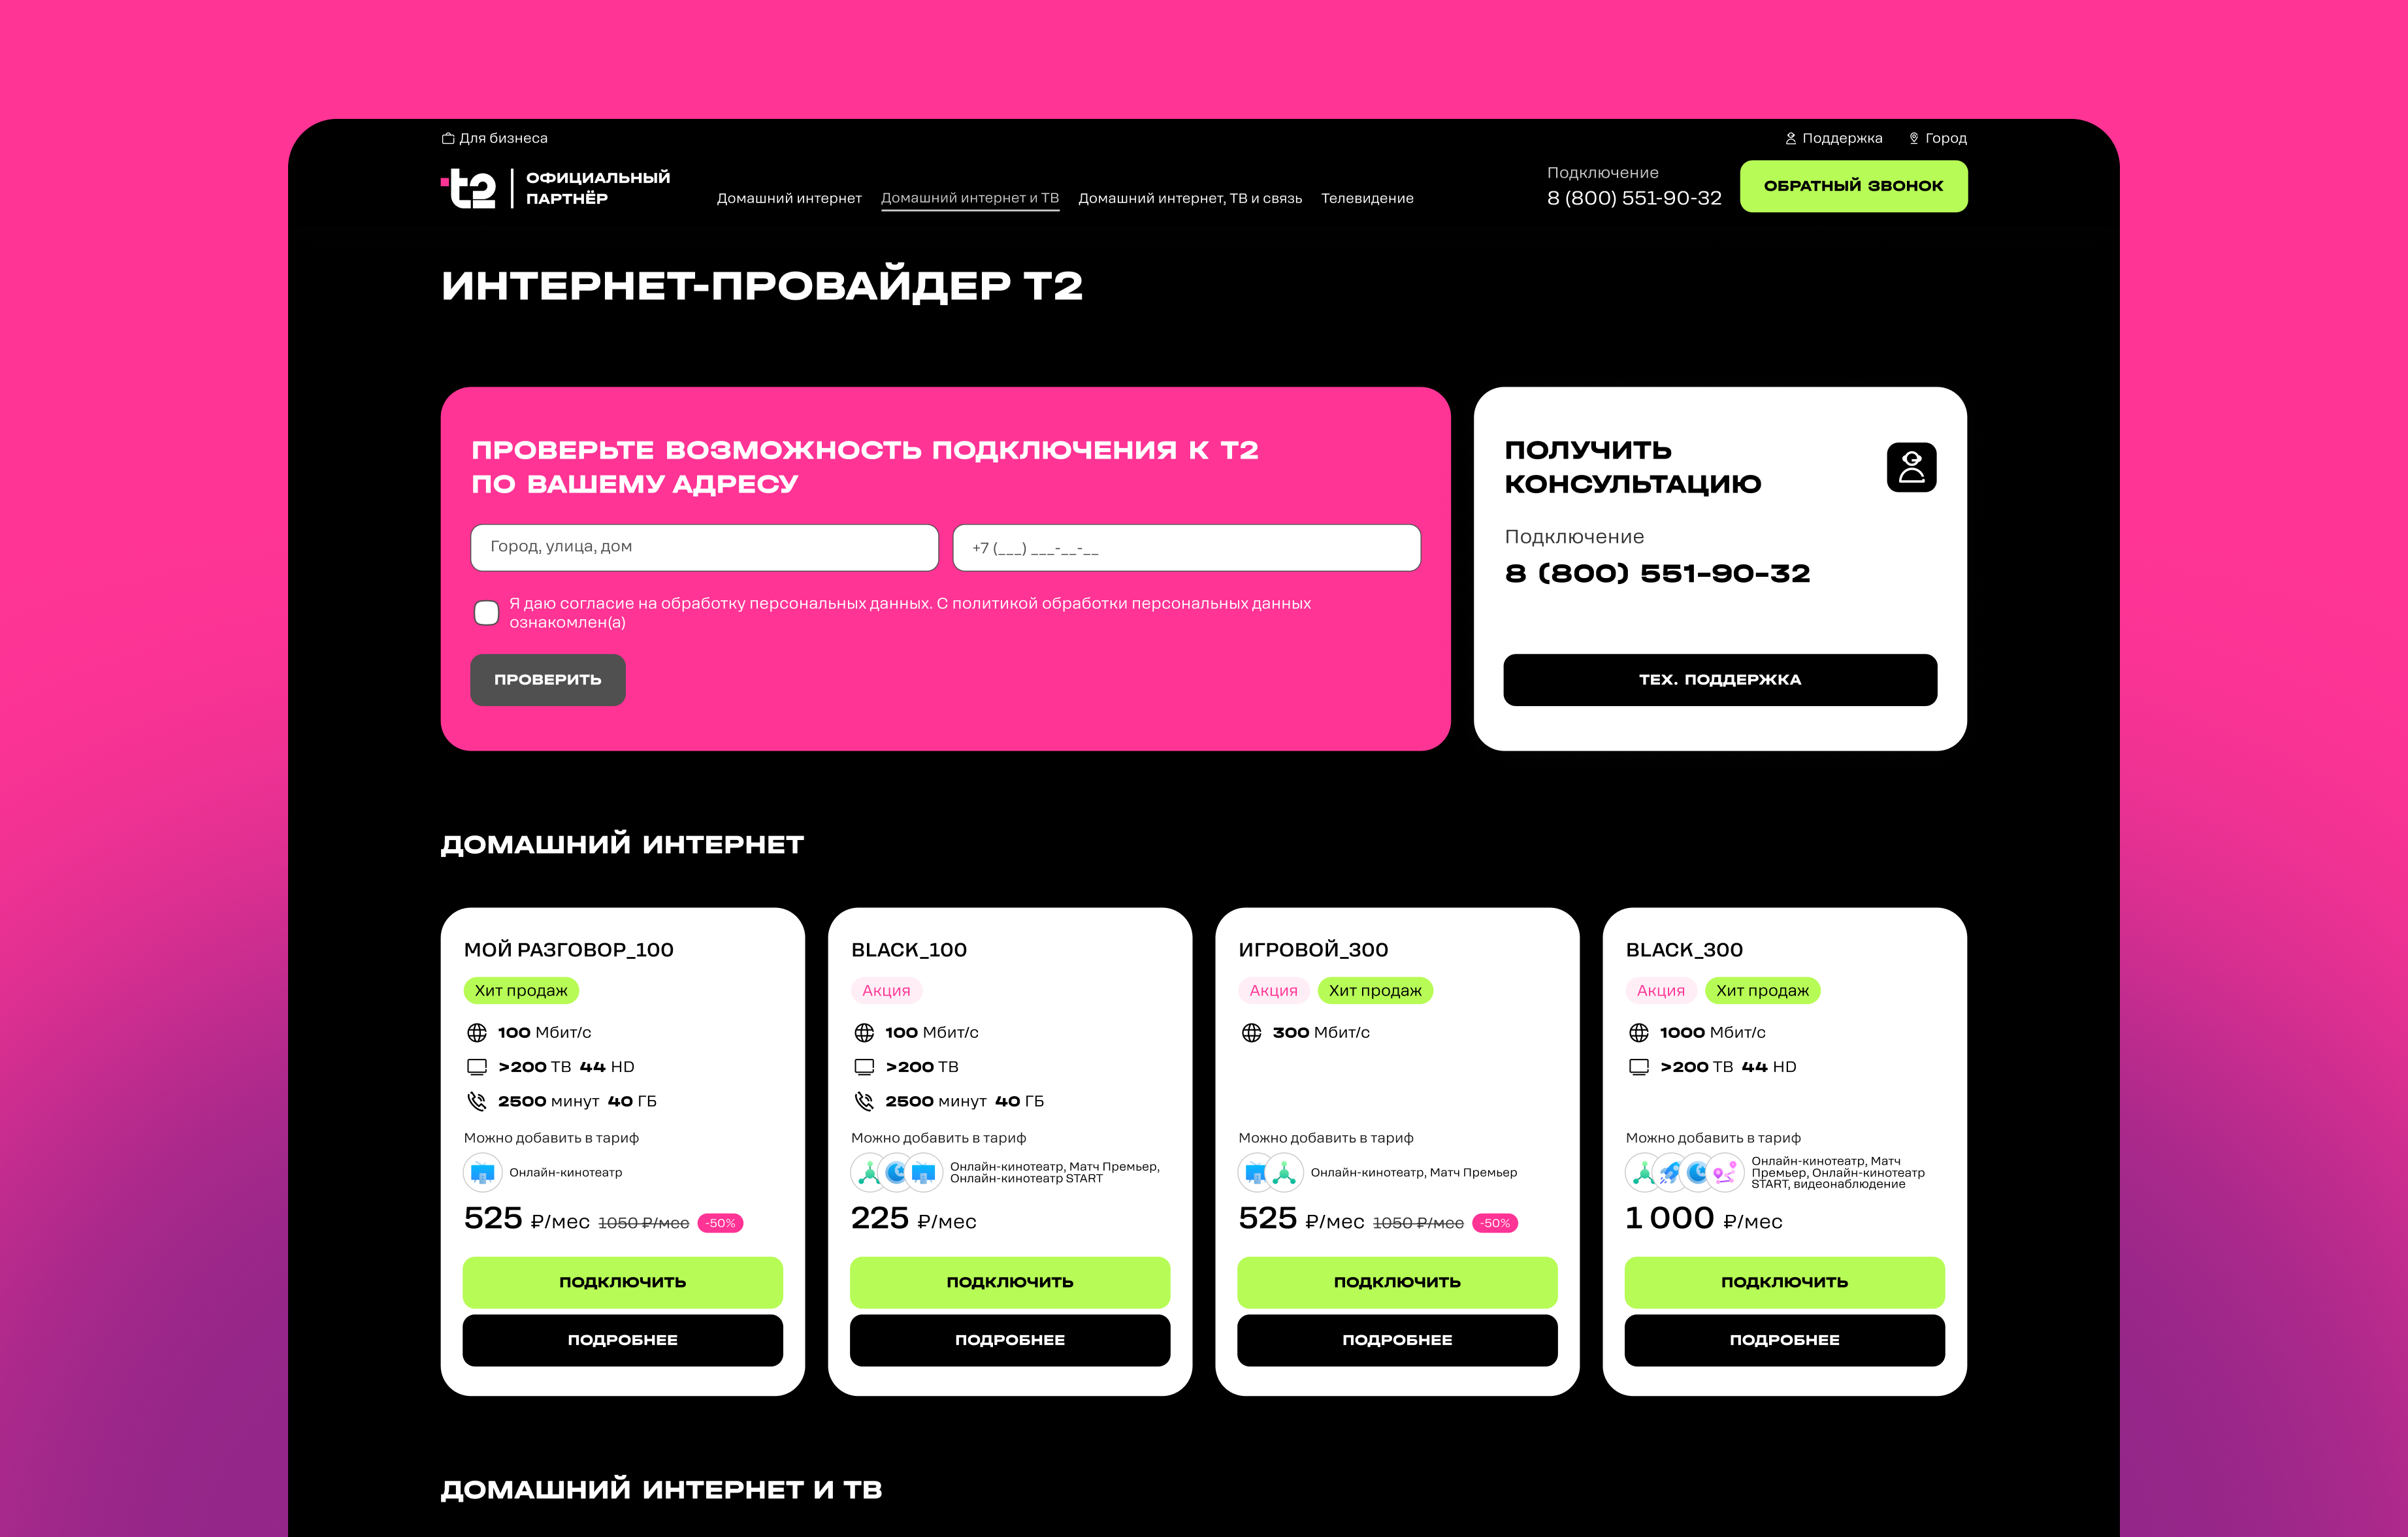 Для бизнеса
Поддержка
Город
t2
ОФИЦИАЛЬНЫЙ
ПАРТНЁР
Домашний интернет
Домашний интернет и ТВ
Домашний интернет, ТВ и связь
Телевидение
Подключение
8 (800) 551-90-32
ОБРАТНЫЙ ЗВОНОК
ИНТЕРНЕТ-ПРОВАЙДЕР Т2
ПРОВЕРЬТЕ ВОЗМОЖНОСТЬ ПОДКЛЮЧЕНИЯ К Т2
ПО ВАШЕМУ АДРЕСУ
Город, улица, дом
+7 (___) ___-__-__
Я даю согласие на обработку персональных данных. С политикой обработки персональных данных
ознакомлен(а)
ПРОВЕРИТЬ
ПОЛУЧИТЬ
КОНСУЛЬТАЦИЮ
Подключение
8 (800) 551-90-32
ТЕХ. ПОДДЕРЖКА
ДОМАШНИЙ ИНТЕРНЕТ
МОЙ РАЗГОВОР_100
Хит продаж
100 Мбит/с
>200 ТВ 44 HD
2500 минут 40 ГБ
Можно добавить в тариф
Онлайн-кинотеатр
525 ₽/мес 1050 ₽/мес -50%
ПОДКЛЮЧИТЬ
ПОДРОБНЕЕ
BLACK_100
Акция
100 Мбит/с
>200 ТВ
2500 минут 40 ГБ
Можно добавить в тариф
Онлайн-кинотеатр, Матч Премьер,
Онлайн-кинотеатр START
225 ₽/мес
ПОДКЛЮЧИТЬ
ПОДРОБНЕЕ
ИГРОВОЙ_300
Акция Хит продаж
300 Мбит/с
Можно добавить в тариф
Онлайн-кинотеатр, Матч Премьер
525 ₽/мес 1050 ₽/мес -50%
ПОДКЛЮЧИТЬ
ПОДРОБНЕЕ
BLACK_300
Акция Хит продаж
1000 Мбит/с
>200 ТВ 44 HD
Можно добавить в тариф
Онлайн-кинотеатр, Матч
Премьер, Онлайн-кинотеатр
START, видеонаблюдение
1 000 ₽/мес
ПОДКЛЮЧИТЬ
ПОДРОБНЕЕ
ДОМАШНИЙ ИНТЕРНЕТ И ТВ